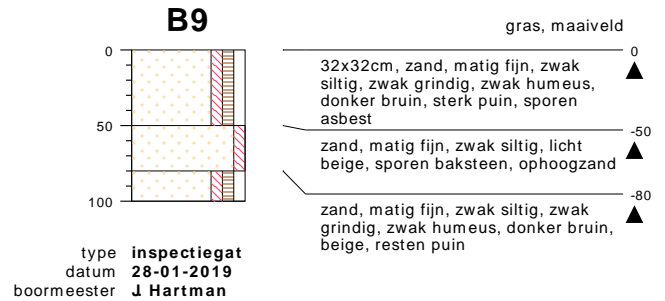 B9
gras, maaiveld
0
0
32x32cm, zand, matig fijn, zwak
siltig, zwak grindig, zwak humeus,
donker bruin, sterk puin, sporen
asbest
50
-50
zand, matig fijn, zwak siltig, licht
beige, sporen baksteen, ophoogzand
-80
100
zand, matig fijn, zwak siltig, zwak
grindig, zwak humeus, donker bruin,
beige, resten puin
type inspectiegat
datum 28-01-2019
boormeester J. Hartman